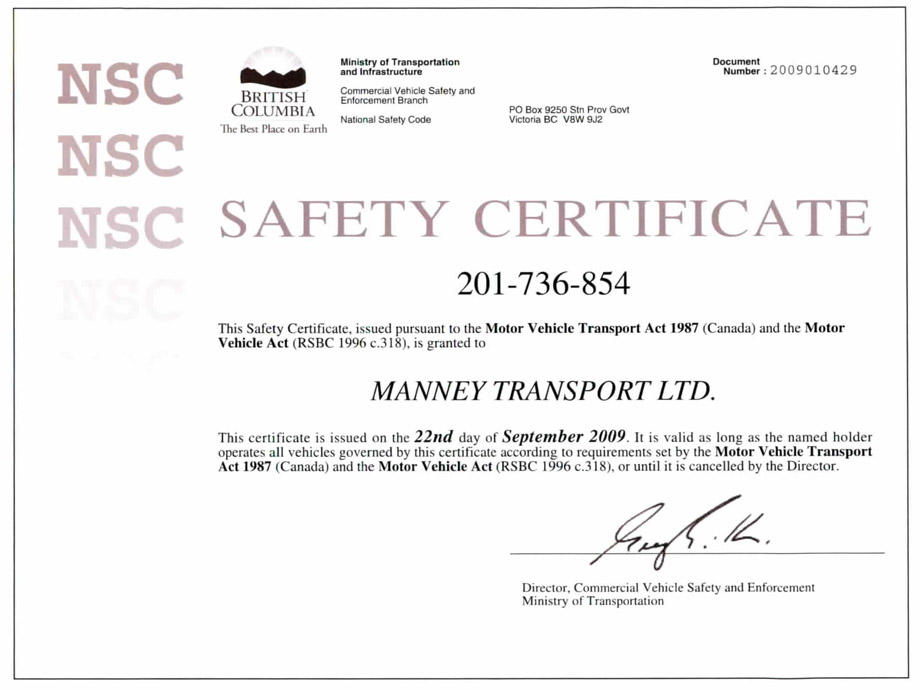 NSC
NSC
NSC
NSC
BRITISH
COLUMBIA
The Best Place on Earth
Ministry of Transportation
and Infrastructure
Commercial Vehicle Safety and
Enforcement Branch
National Safety Code
PO Box 9250 Stn Prov Govt
Victoria BC V8W 9J2
Document
Number : 2009010429
SAFETY CERTIFICATE
201-736-854
This Safety Certificate, issued pursuant to the Motor Vehicle Transport Act 1987 (Canada) and the Motor
Vehicle Act (RSBC 1996 c.318), is granted to
MANNEY TRANSPORT LTD.
This certificate is issued on the 22nd day of September 2009. It is valid as long as the named holder
operates all vehicles governed by this certificate according to requirements set by the Motor Vehicle Transport
Act 1987 (Canada) and the Motor Vehicle Act (RSBC 1996 c.318), or until it is cancelled by the Director.
Director, Commercial Vehicle Safety and Enforcement
Ministry of Transportation